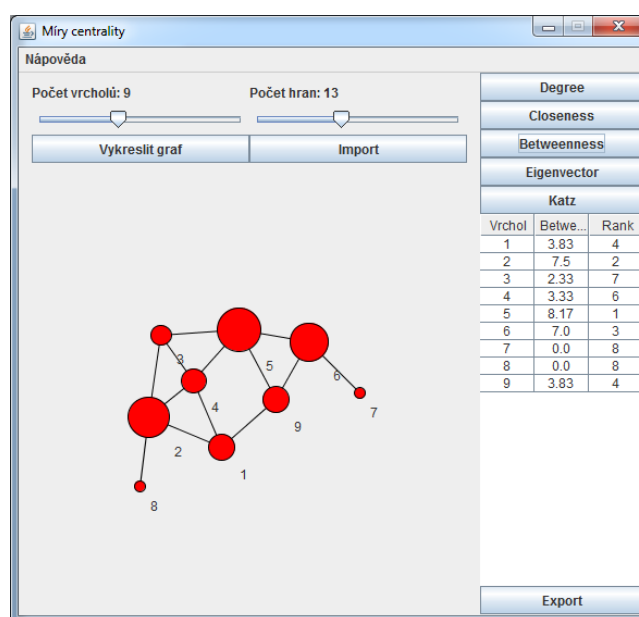 Míry centrality
Nápověda
Počet vrcholů: 9 Počet hran: 13
Vykreslit graf Import
Degree
Closeness
Betweenness
Eigenvector
Katz
Vrchol Betwe... Rank
1 3.83 4
2 7.5 2
3 2.33 7
4 3.33 6
5 8.17 1
6 7.0 3
7 0.0 8
8 0.0 8
9 3.83 4
3
5
6
4
7
9
2
1
8
Export